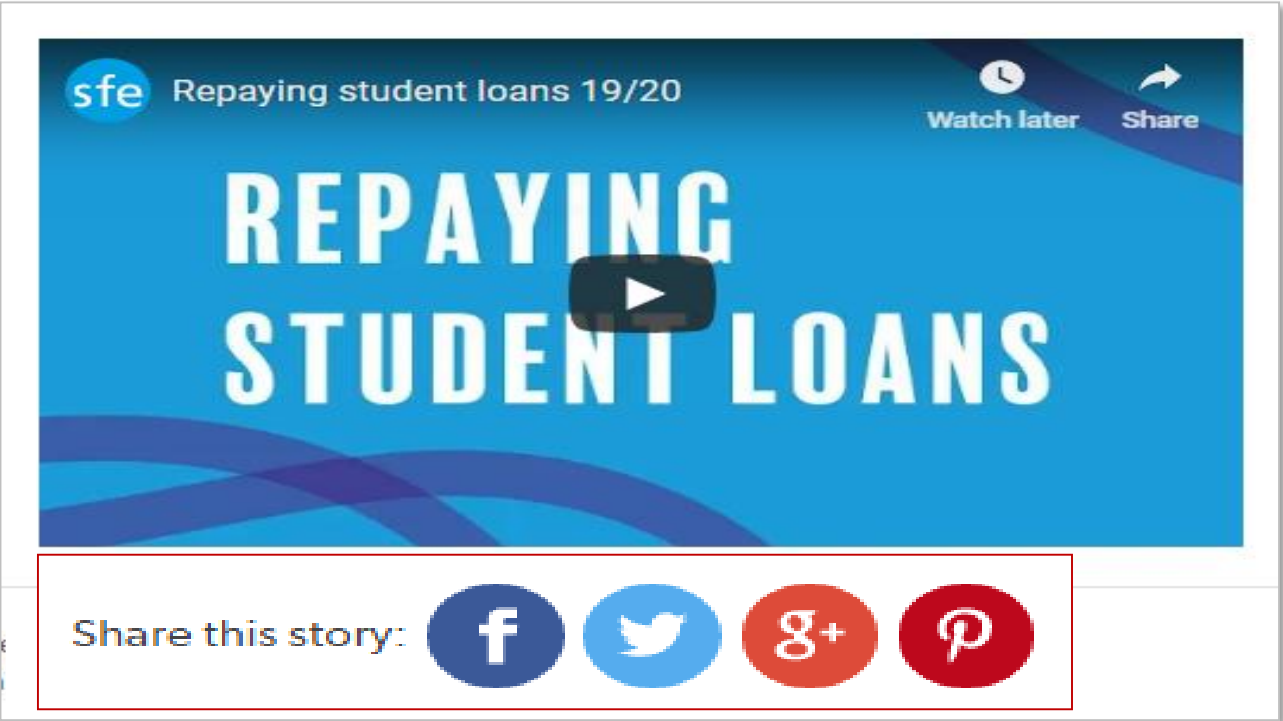 sfe Repaying student loans 19/20
Watch later Share
REPAYING
STUDENT LOANS
Share this story: f g+